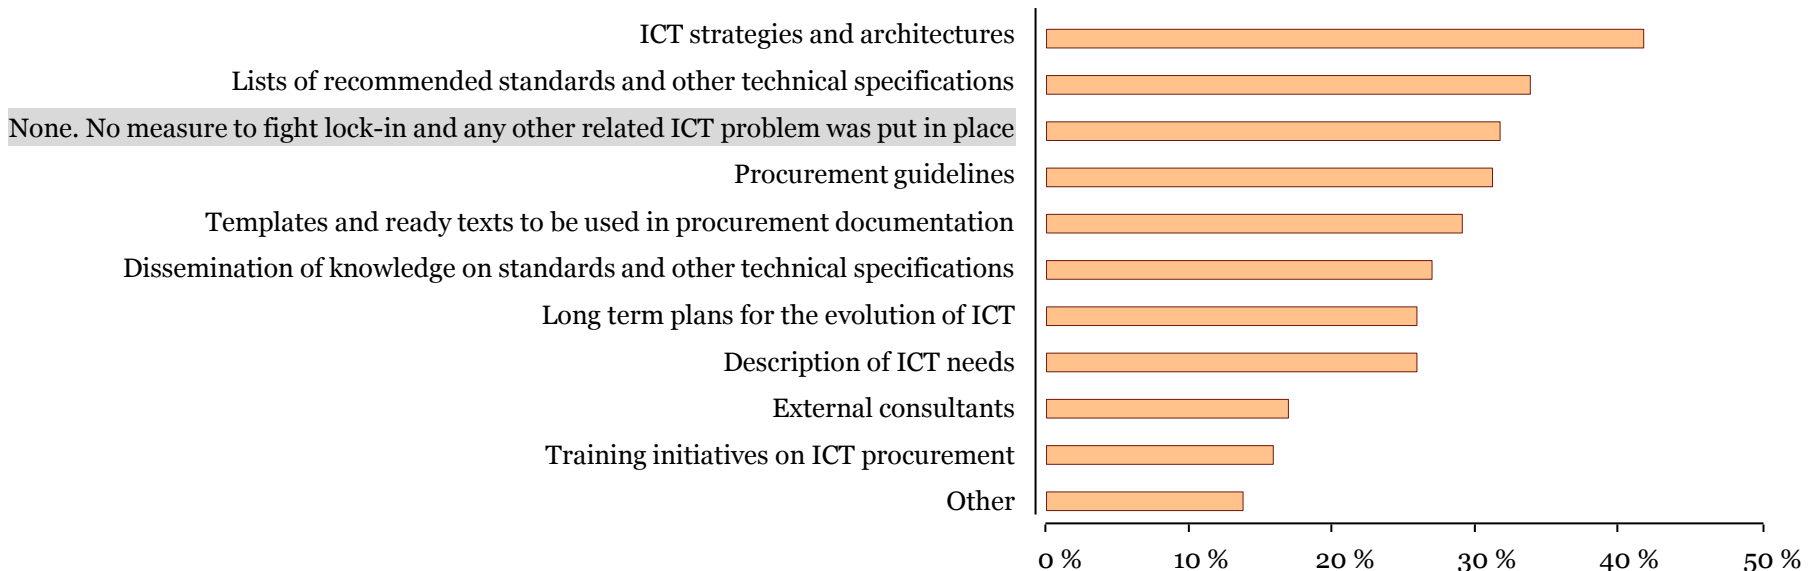 ICT strategies and architectures
Lists of recommended standards and other technical specifications
None. No measure to fight lock-in and any other related ICT problem was put in place
Procurement guidelines
Templates and ready texts to be used in procurement documentation
Dissemination of knowledge on standards and other technical specifications
Long term plans for the evolution of ICT
Description of ICT needs
External consultants
Training initiatives on ICT procurement
Other
0 % 10 % 20 % 30 % 40 % 50 %